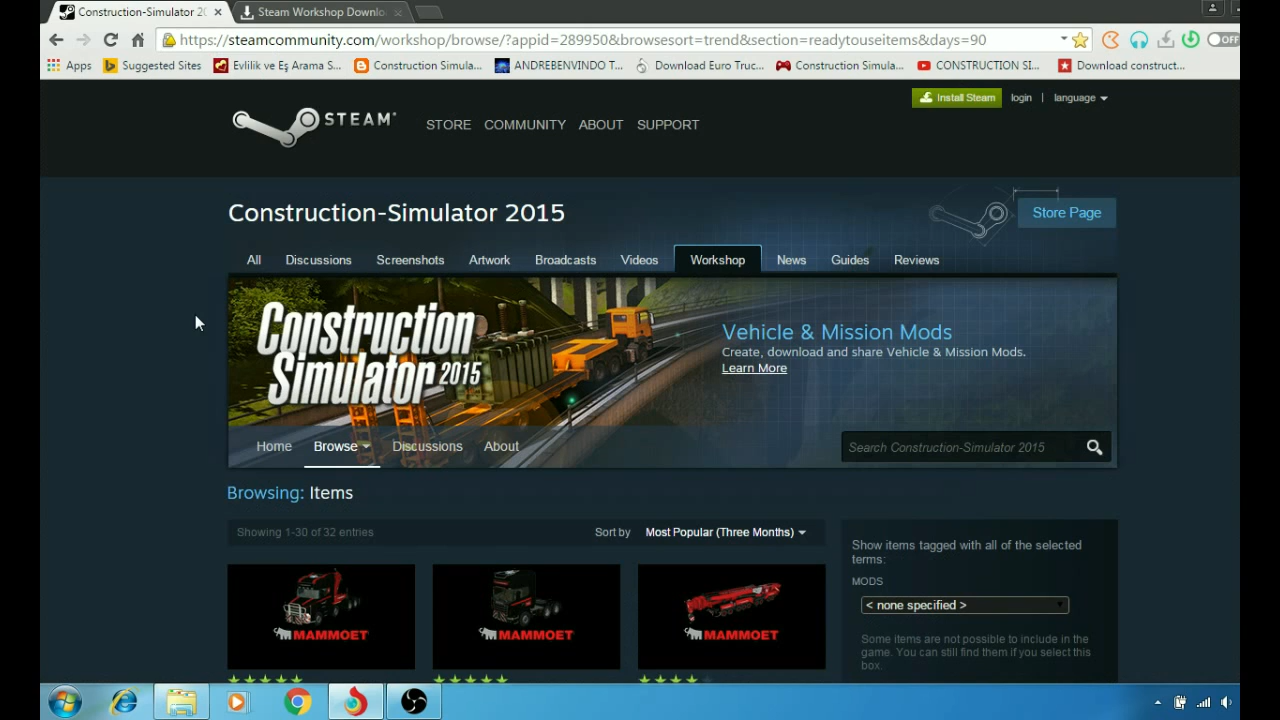 Construction-Simulator 20
Steam Workshop Downlo
https://steamcommunity.com/workshop/browse/?appid=289950&browsesort=trend&section=readytouseitems&days=90
OFF
Apps Suggested Sites Evlilik ve Eş Arama S... Construction Simula... ANDREBENVINDO T... Download Euro Truc... Construction Simula... CONSTRUCTION SI... Download construct...
Install Steam login | language
STEAM
STORE COMMUNITY ABOUT SUPPORT
Construction-Simulator 2015
Store Page
All Discussions Screenshots Artwork Broadcasts Videos Workshop News Guides Reviews
Construction
Simulator 2015
Vehicle & Mission Mods
Create, download and share Vehicle & Mission Mods.
Learn More
Home Browse Discussions About
Search Construction-Simulator 2015
Browsing: Items
Showing 1-30 of 32 entries
Sort by Most Popular (Three Months)
Show items tagged with all of the selected
terms:
MODS
< none specified >
Some items are not possible to include in the
game. You can still find them if you select this
box.
MAMMOET
MAMMOET
MAMMOET